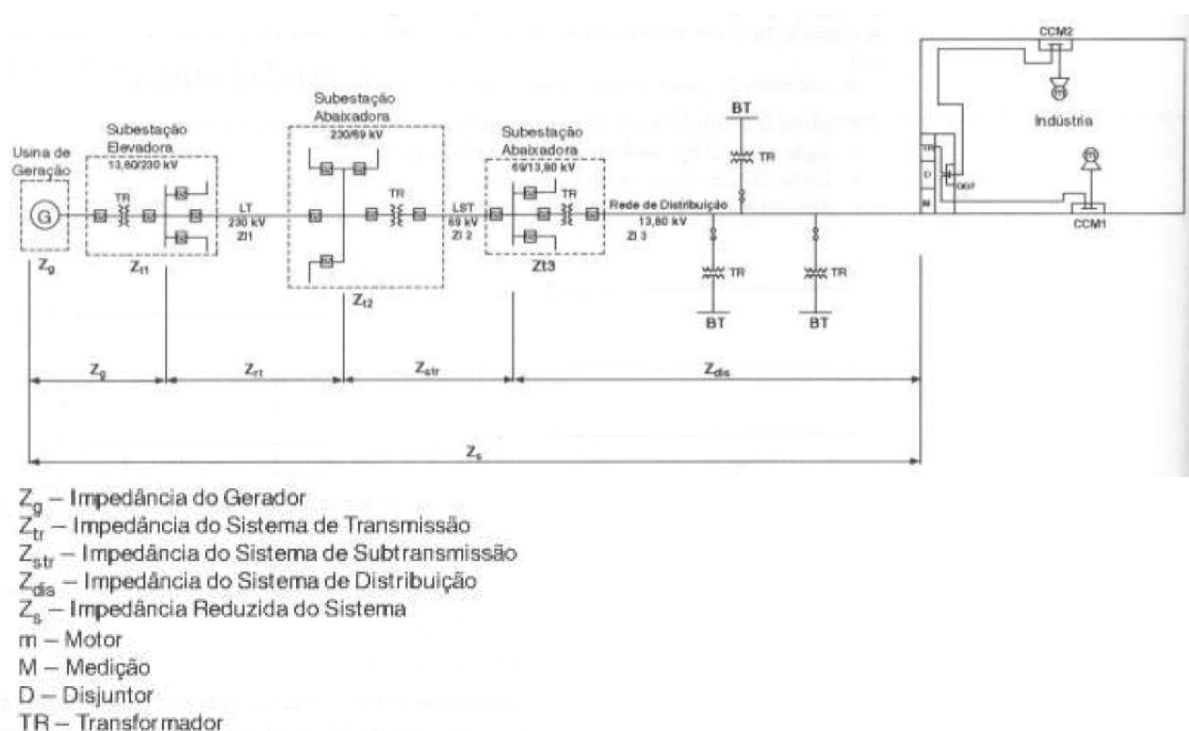 CCM2
Subestação
Abaixadora
230/69 kV
BT
Subestação
Elevadora
13,80/230 kV
Subestação
Abaixadora
69/13,80 kV
Indústria
Usina de
Geração
TR
TR
TR
TR
TR
D
M
QGF
m
m
G
LT
230 kV
Zl1
LST
69 kV
Zl 2
Rede de Distribuição
13,80 kV
Zl 3
CCM1
Zg
Zt1
Zt2
Zt3
TR
TR
BT
BT
Zg
Zrt
Zstr
Zdis
Zs
Zg – Impedância do Gerador
Ztr – Impedância do Sistema de Transmissão
Zstr – Impedância do Sistema de Subtransmissão
Zdis – Impedância do Sistema de Distribuição
Zs – Impedância Reduzida do Sistema
m – Motor
M – Medição
D – Disjuntor
TR – Transformador